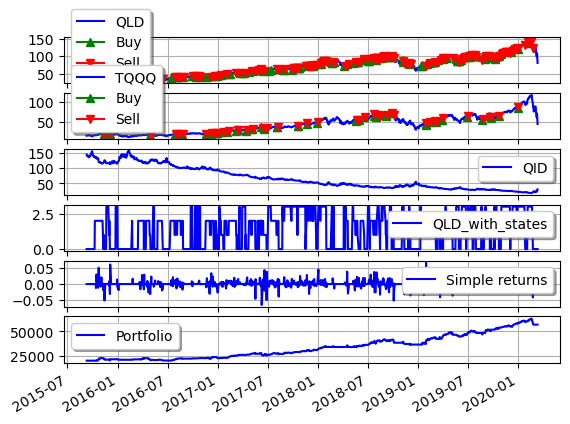 QLD
Buy
Sell
150
100
50
TQQQ
Buy
Sell
100
50
QID
150
100
50
QLD_with_states
2.5
0.0
Simple returns
0.05
0.00
−0.05
Portfolio
50000
25000
2015-07
2016-01
2016-07
2017-01
2017-07
2018-01
2018-07
2019-01
2019-07
2020-01